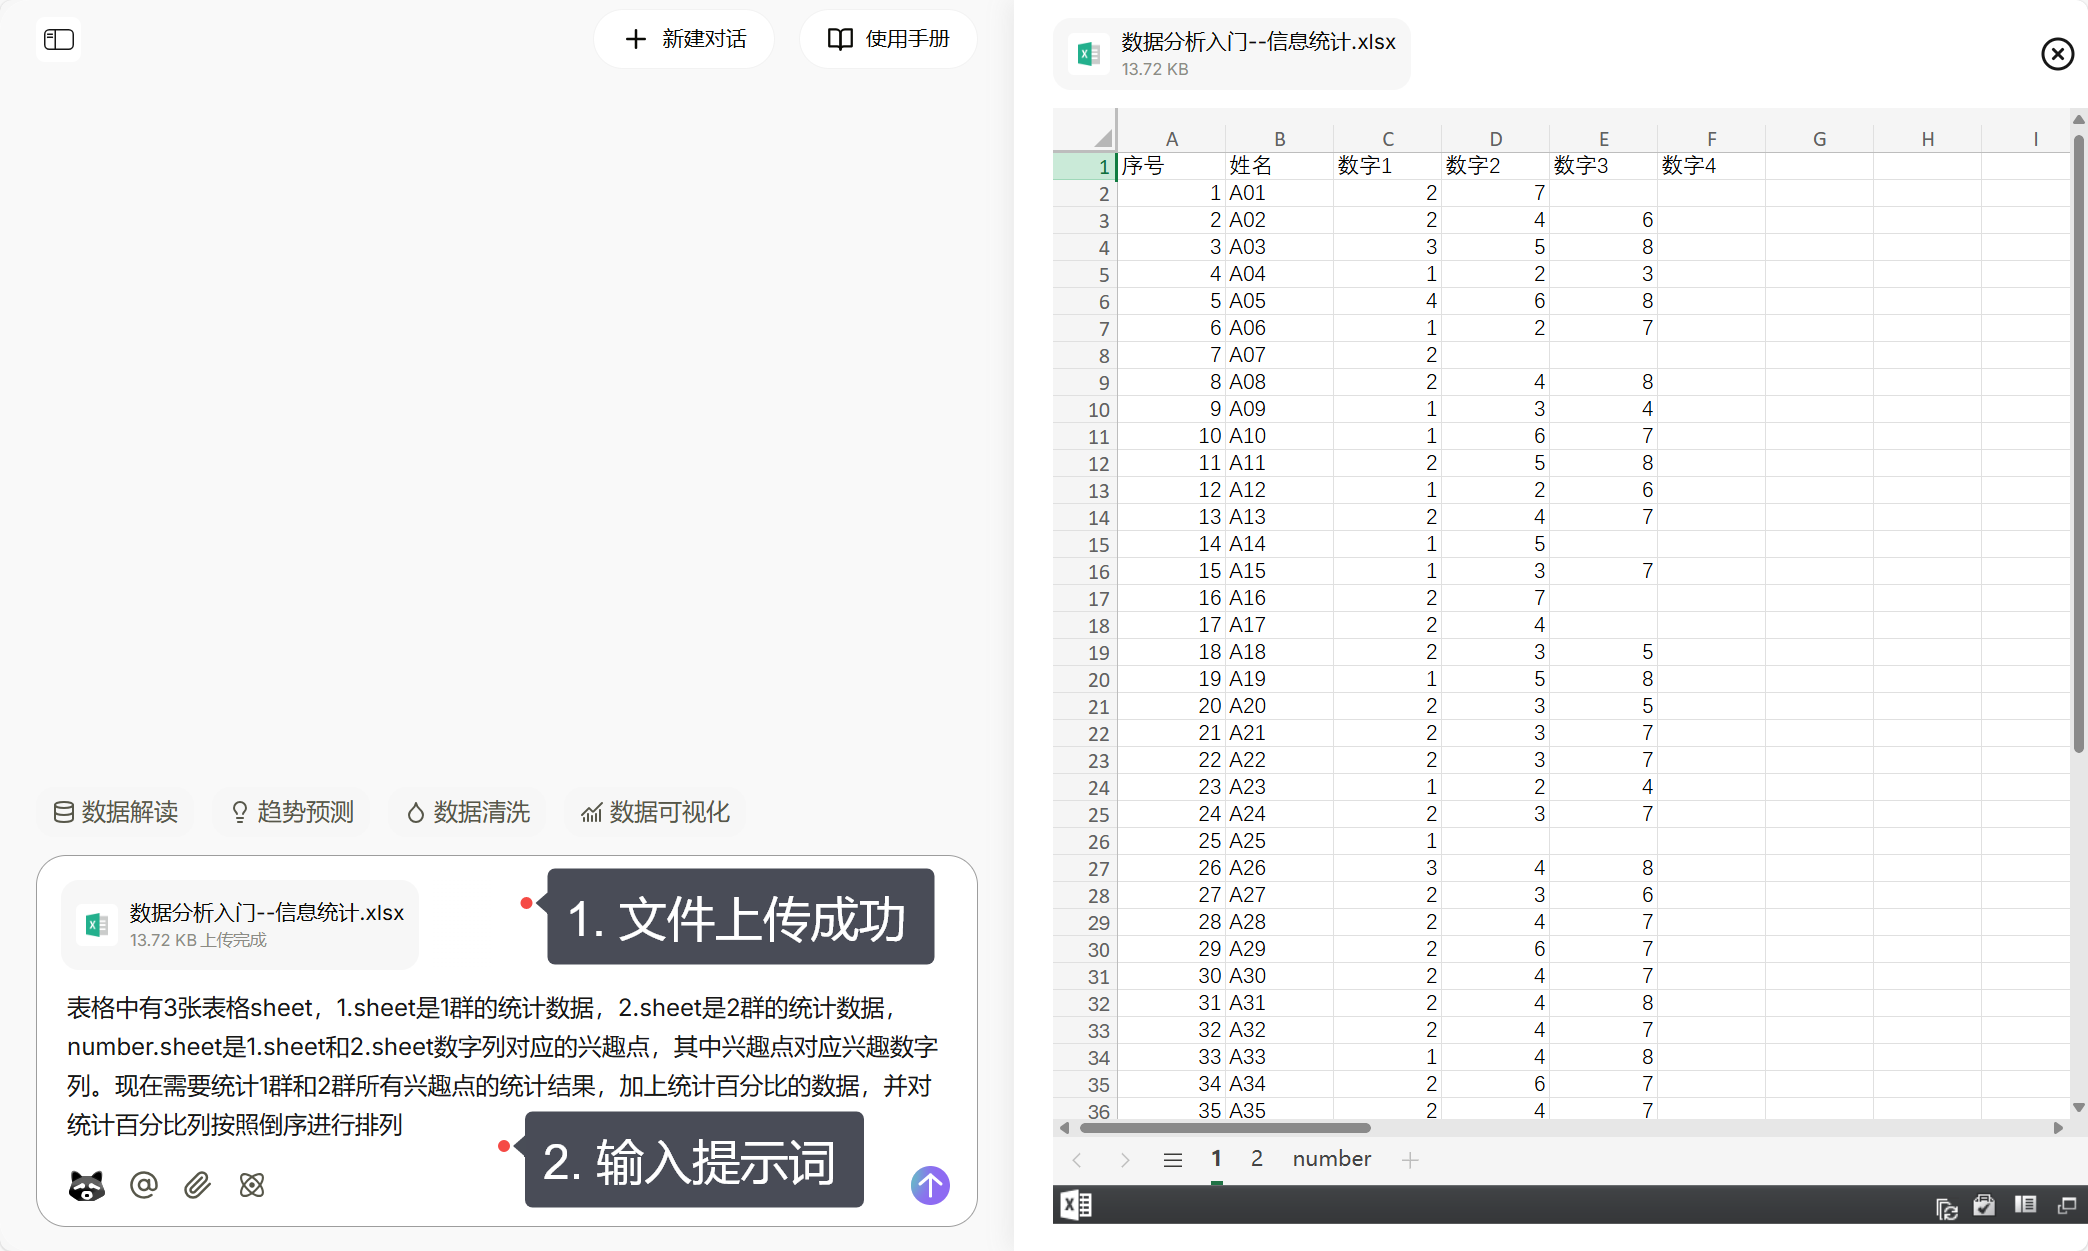 新建对话
使用手册
数据解读
趋势预测
数据清洗
数据可视化
数据分析入门--信息统计.xlsx
13.72 KB 上传完成
1. 文件上传成功
表格中有3张表格sheet，1.sheet是1群的统计数据，2.sheet是2群的统计数据，
number.sheet是1.sheet和2.sheet数字列对应的兴趣点，其中兴趣点对应兴趣数字
列。现在需要统计1群和2群所有兴趣点的统计结果，加上统计百分比的数据，并对
统计百分比列按照倒序进行排列
2. 输入提示词
数据分析入门--信息统计.xlsx
13.72 KB
A B C D E F G H I
1 序号 姓名 数字1 数字2 数字3 数字4
2 1 A01 2 7
3 2 A02 2 4 6
4 3 A03 3 5 8
5 4 A04 1 2 3
6 5 A05 4 6 8
7 6 A06 1 2 7
8 7 A07 2
9 8 A08 2 4 8
10 9 A09 1 3 4
11 10 A10 1 6 7
12 11 A11 2 5 8
13 12 A12 1 2 6
14 13 A13 2 4 7
15 14 A14 1 5
16 15 A15 1 3 7
17 16 A16 2 7
18 17 A17 2 4
19 18 A18 2 3 5
20 19 A19 1 5 8
21 20 A20 2 3 5
22 21 A21 2 3 7
23 22 A22 2 3 7
24 23 A23 1 2 4
25 24 A24 2 3 7
26 25 A25 1
27 26 A26 3 4 8
28 27 A27 2 3 6
29 28 A28 2 4 7
30 29 A29 2 6 7
31 30 A30 2 4 7
32 31 A31 2 4 8
33 32 A32 2 4 7
34 33 A33 1 4 8
35 34 A34 2 6 7
36 35 A35 2 4 7
1 2 number